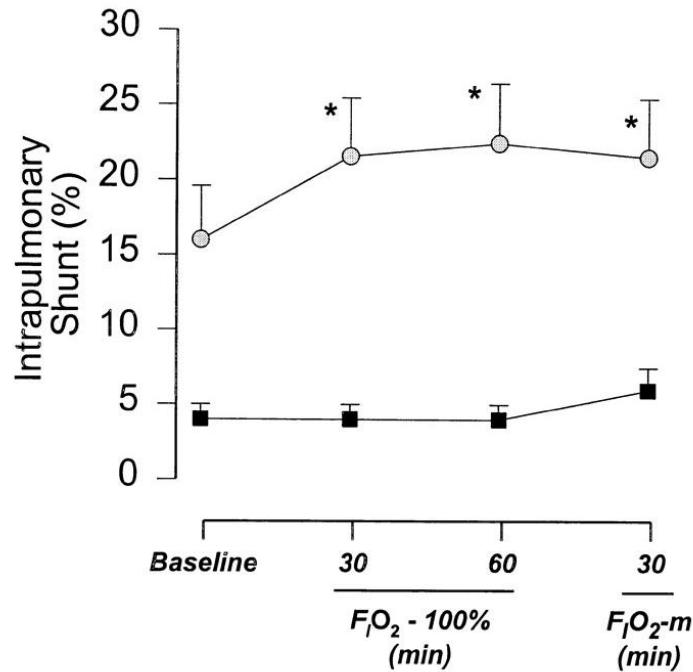 30
25
20
15
10
5
0
Intrapulmonary
Shunt (%)
*
*
*
Baseline
30
60
30
FIO2 - 100%
(min)
FIO2-m
(min)